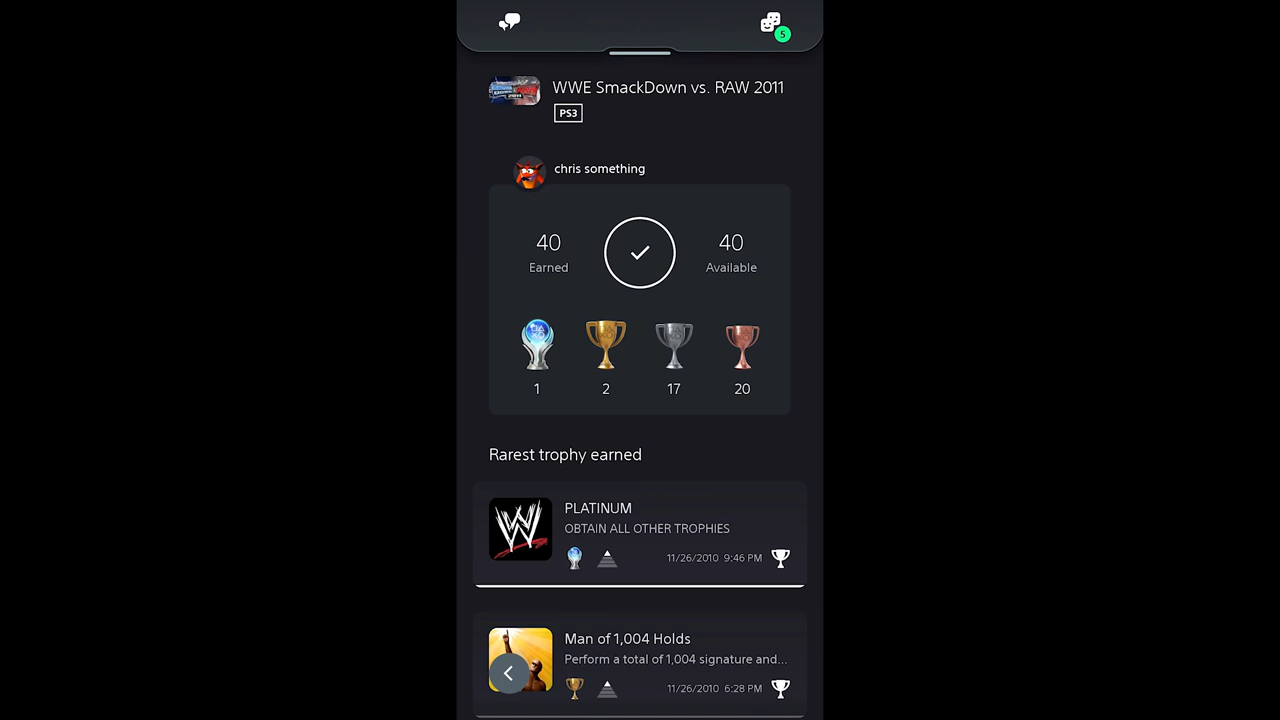 5
WWE SmackDown vs. RAW 2011
PS3
chris something
40
Earned
40
Available
1
2
17
20
Rarest trophy earned
PLATINUM
OBTAIN ALL OTHER TROPHIES
11/26/2010 9:46 PM
Man of 1,004 Holds
Perform a total of 1,004 signature and...
11/26/2010 6:28 PM